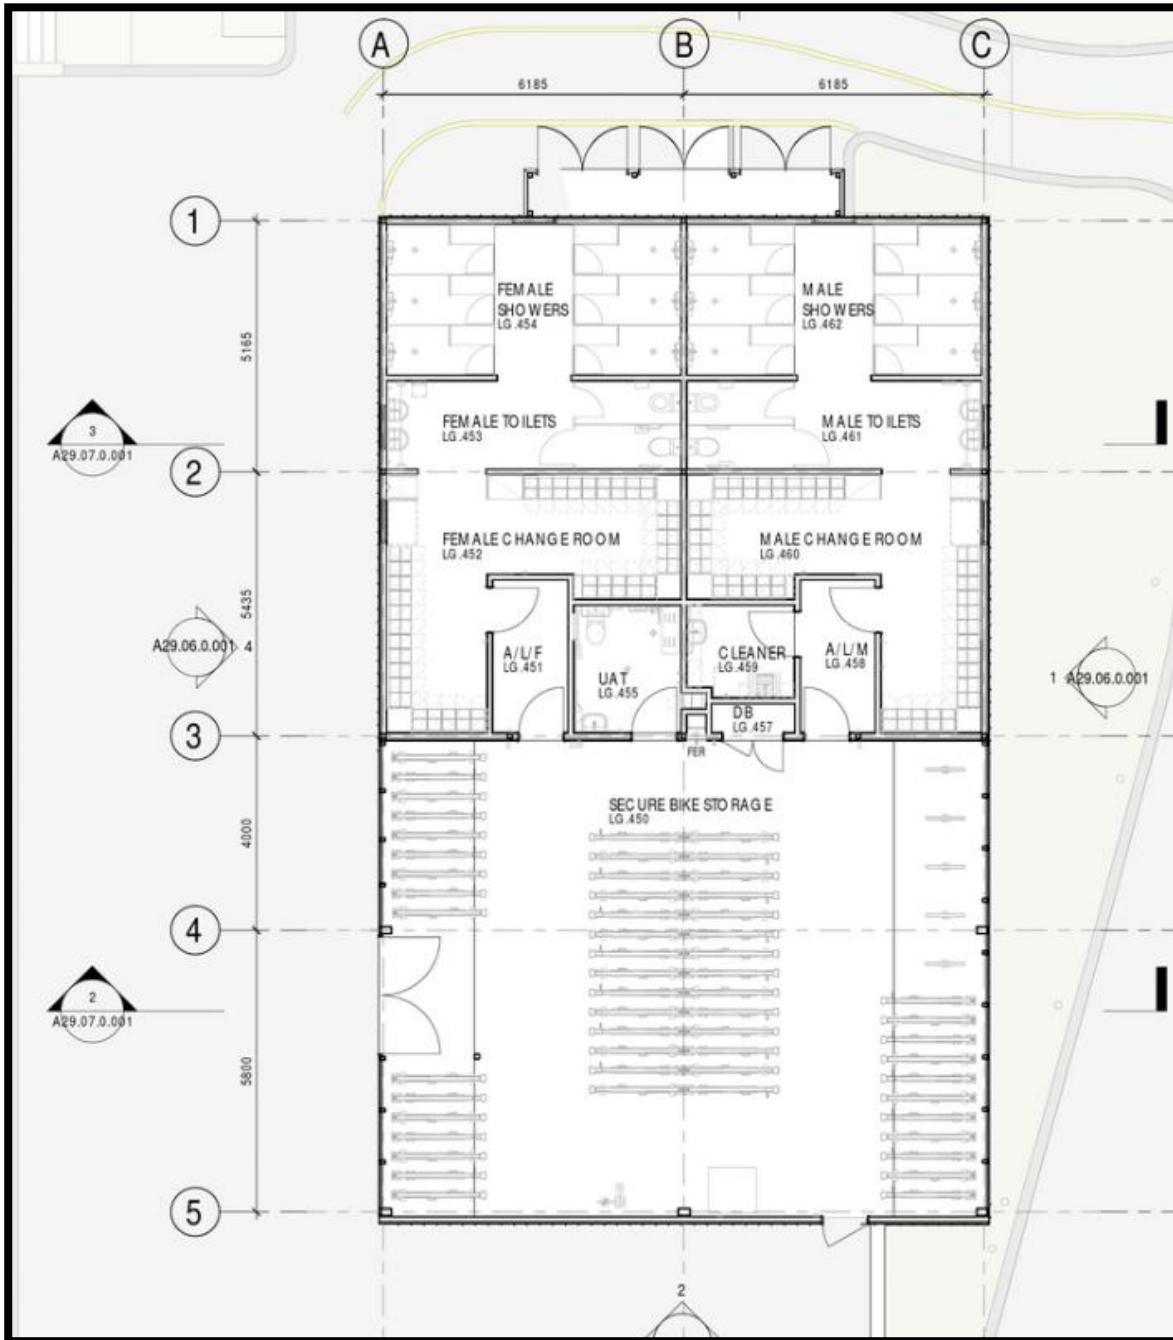 A B C
6185 6185
1
FEMALE
SHOWERS
LG.454
MALE
SHOWERS
LG.462
5165
3
A29.07.0.001
FEMALE TOILETS
LG.453
MALE TOILETS
LG.461
2
FEMALE CHANGE ROOM
LG.452
MALE CHANGE ROOM
LG.460
5435
A29.06.0.001 4
A/L/F
LG.451
UAT
LG.455
CLEANER
LG.459
A/L/M
LG.458
1 A29.06.0.001
DB
LG.457
3
FER
SECURE BIKE STORAGE
LG.450
4000
4
2
A29.07.0.001
5800
5
2